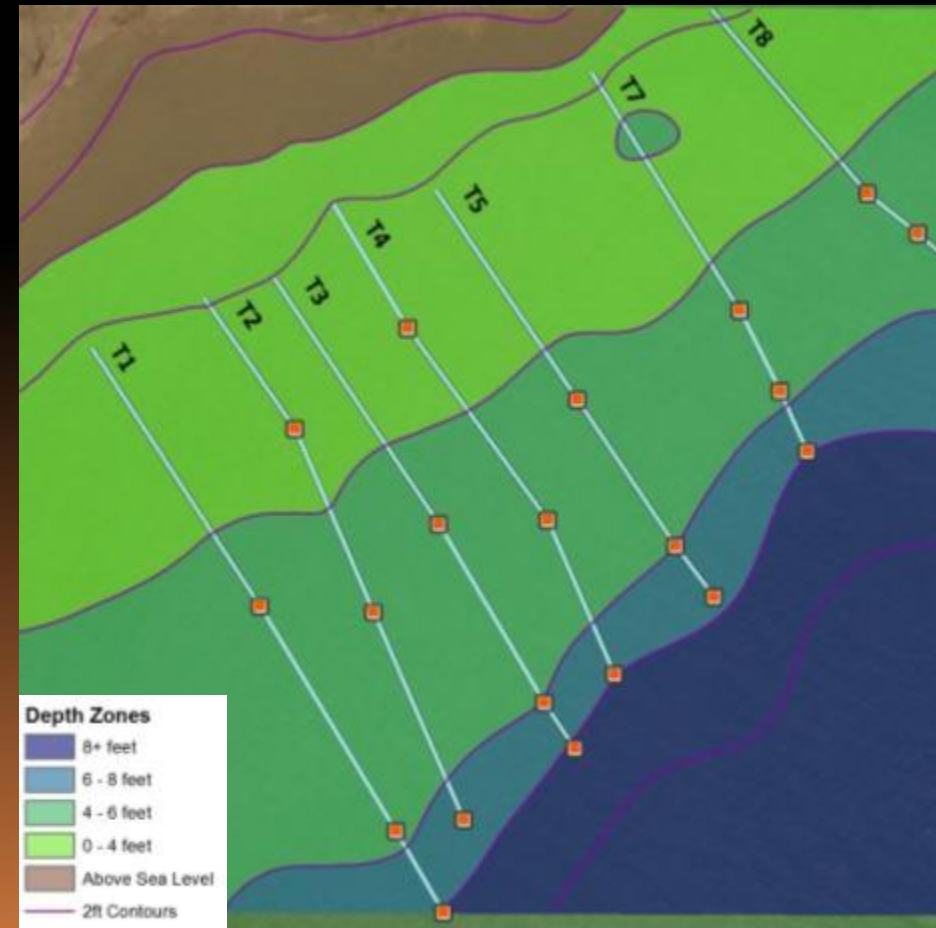 T8
T7
T5
T4
T3
T2
T1
Depth Zones
8+ feet
6 - 8 feet
4 - 6 feet
0 - 4 feet
Above Sea Level
2ft Contours